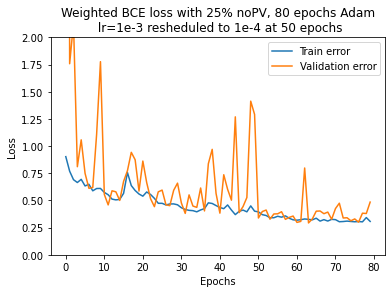 Weighted BCE loss with 25% noPV, 80 epochs Adam
lr=1e-3 resheduled to 1e-4 at 50 epochs
Train error
Validation error
2.00
1.75
1.50
1.25
1.00
0.75
0.50
0.25
0.00
Loss
0 10 20 30 40 50 60 70 80
Epochs